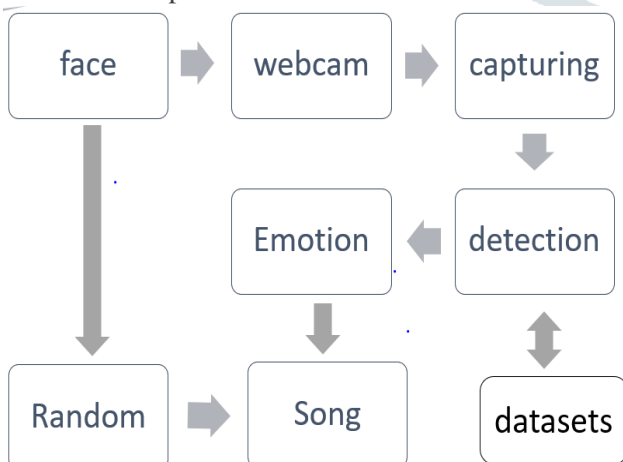 face
webcam
capturing
Emotion
detection
Random
Song
datasets